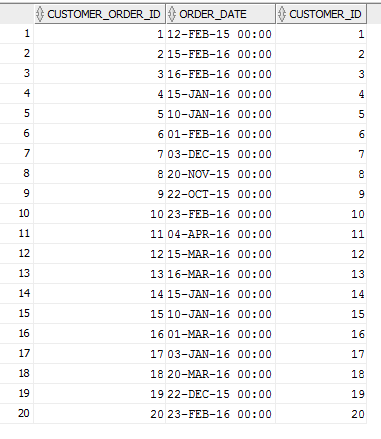 CUSTOMER_ORDER_ID ORDER_DATE CUSTOMER_ID
1 1 12-FEB-15 00:00 1
2 2 15-FEB-16 00:00 2
3 3 16-FEB-16 00:00 3
4 4 15-JAN-16 00:00 4
5 5 10-JAN-16 00:00 5
6 6 01-FEB-16 00:00 6
7 7 03-DEC-15 00:00 7
8 8 20-NOV-15 00:00 8
9 9 22-OCT-15 00:00 9
10 10 23-FEB-16 00:00 10
11 11 04-APR-16 00:00 11
12 12 15-MAR-16 00:00 12
13 13 16-MAR-16 00:00 13
14 14 15-JAN-16 00:00 14
15 15 10-JAN-16 00:00 15
16 16 01-MAR-16 00:00 16
17 17 03-JAN-16 00:00 17
18 18 20-MAR-16 00:00 18
19 19 22-DEC-15 00:00 19
20 20 23-FEB-16 00:00 20